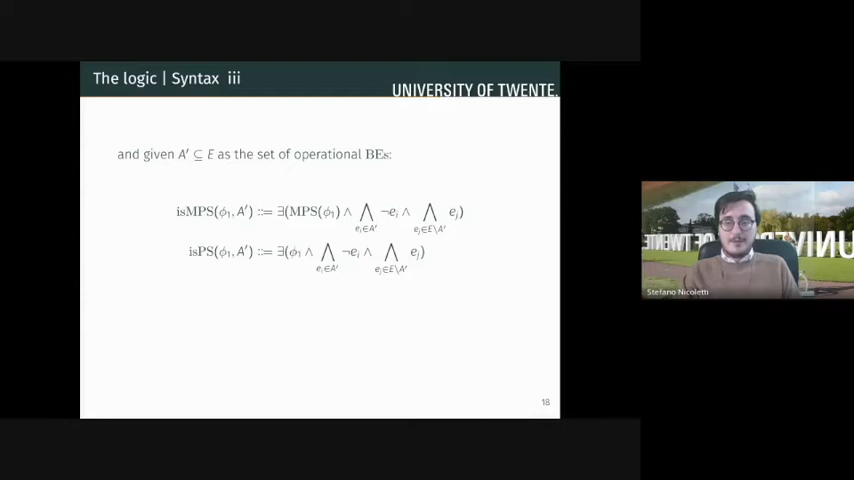 The logic | Syntax iii
UNIVERSITY OF TWENTE.
and given A′ ⊆ E as the set of operational BEs:
isMPS(ϕ₁, A′) ::= ∃(MPS(ϕ₁) ∧ ⋀_{eᵢ∈A′} ¬eᵢ ∧ ⋀_{eⱼ∈E\A′} eⱼ)
isPS(ϕ₁, A′) ::= ∃(ϕ₁ ∧ ⋀_{eᵢ∈A′} ¬eᵢ ∧ ⋀_{eⱼ∈E\A′} eⱼ)
18
Stefano Nicoletti